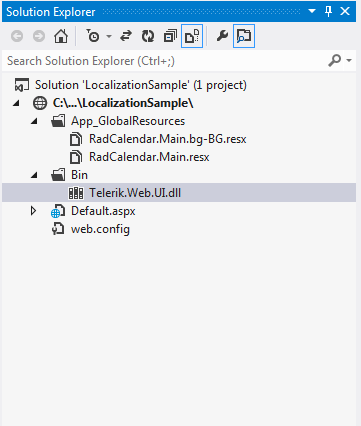 Solution Explorer
Search Solution Explorer (Ctrl+;)
Solution 'LocalizationSample' (1 project)
C:\...\LocalizationSample\
App_GlobalResources
RadCalendar.Main.bg-BG.resx
RadCalendar.Main.resx
Bin
Telerik.Web.UI.dll
Default.aspx
web.config